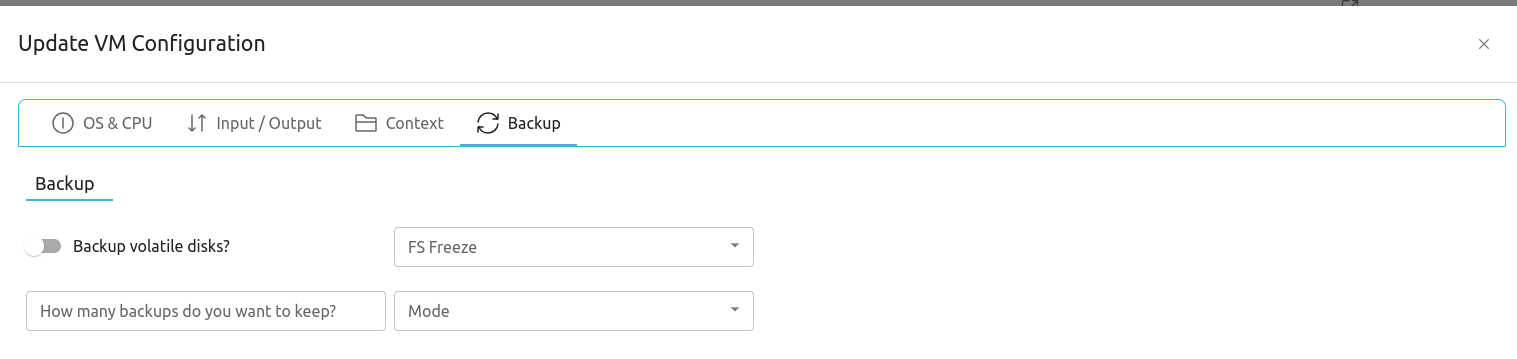 Update VM Configuration
OS & CPU Input / Output Context Backup
Backup
Backup volatile disks? FS Freeze
How many backups do you want to keep? Mode